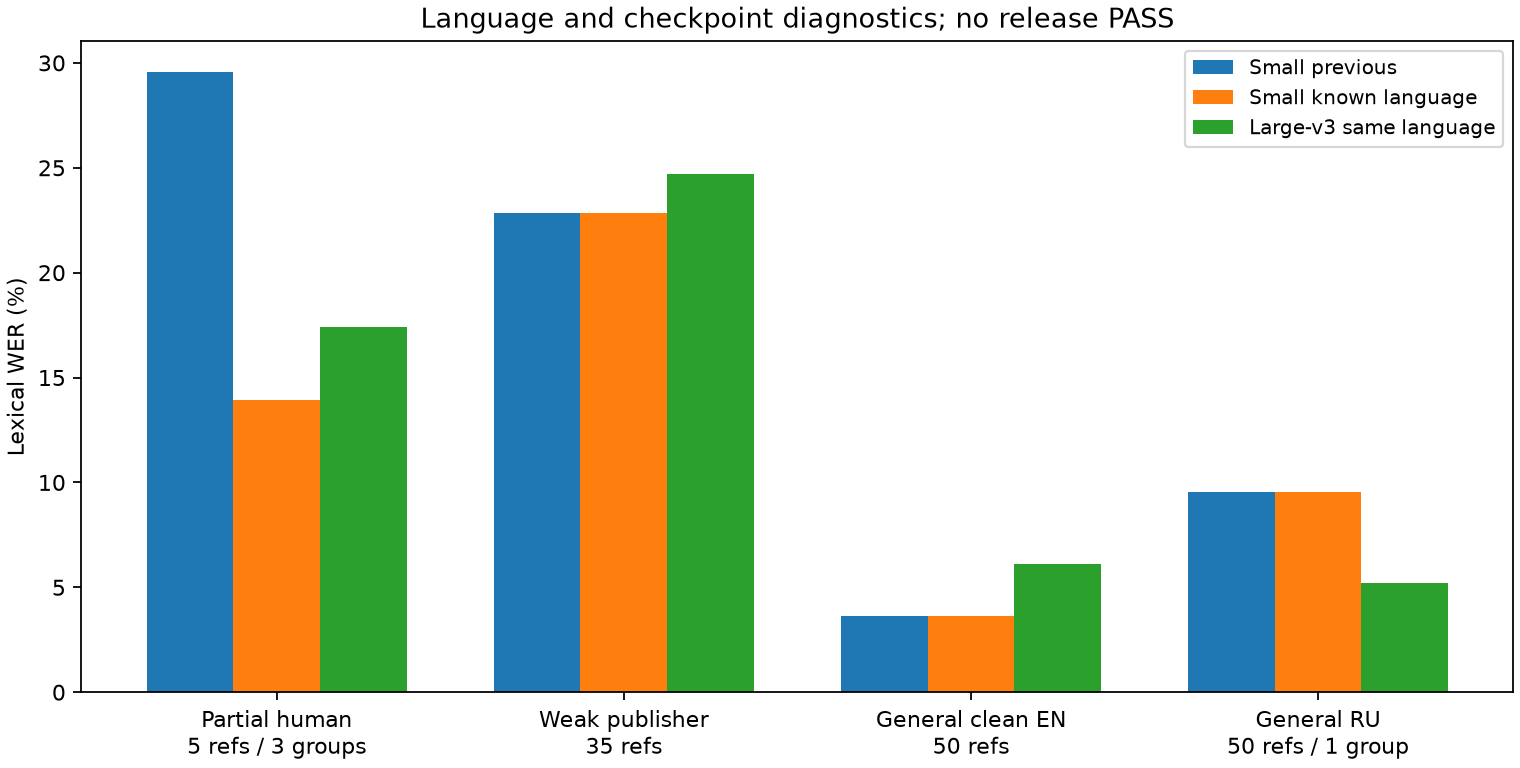 Language and checkpoint diagnostics; no release PASS
Small previous
Small known language
Large-v3 same language
Lexical WER (%)
30
25
20
15
10
5
0
Partial human
5 refs / 3 groups
Weak publisher
35 refs
General clean EN
50 refs
General RU
50 refs / 1 group